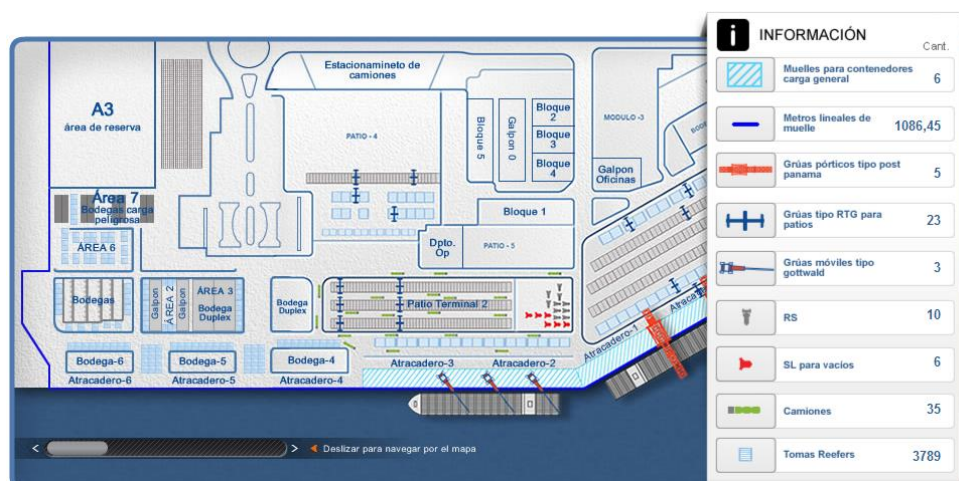 A3
área de reserva
Estacionamineto de
camiones
PATIO - 4
Bloque 5
Galpon 0
Bloque
2
Bloque
3
Bloque
4
MODULO -3
Galpon
Oficinas
Área 7
Bodegas carga
peligrosa
ÁREA 6
Bloque 1
Dpto.
Op
PATIO - 5
Bodegas
Galpon
ÁREA 2
Galpon
ÁREA 3
Bodega
Duplex
Bodega
Duplex
Patio Terminal 2
Bodega-6
Atracadero-6
Bodega-5
Atracadero-5
Bodega-4
Atracadero-4
Atracadero-3
Atracadero-2
Atracadero-1
< > Deslizar para navegar por el mapa
i INFORMACIÓN
Cant.
Muelles para contenedores
carga general
6
Metros lineales de
muelle
1086,45
Grúas pórticos tipo post
panama
5
Grúas tipo RTG para
patios
23
Grúas móviles tipo
gottwald
3
RS
10
SL para vacios
6
Camiones
35
Tomas Reefers
3789